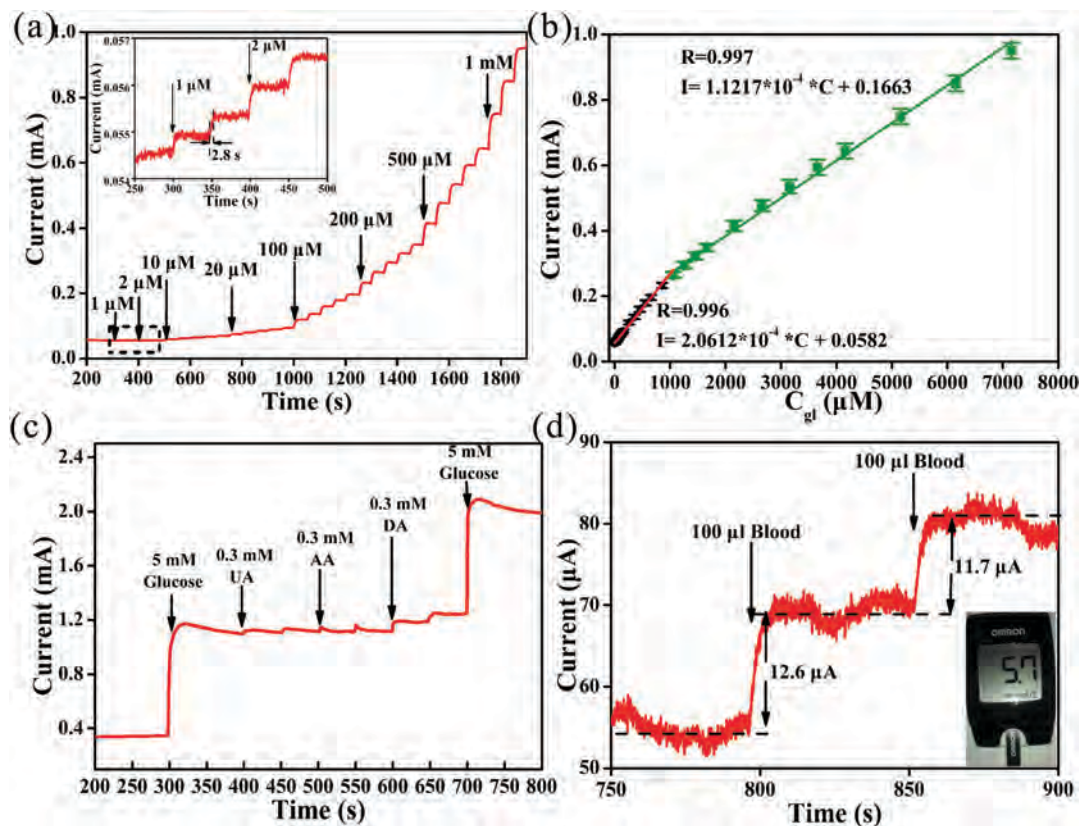 (a)
1.0
0.8
0.6
0.4
0.2
0.0
Current (mA)
200 400 600 800 1000 1200 1400 1600 1800
Time (s)
1 µM
2 µM
10 µM
20 µM
100 µM
200 µM
500 µM
1 mM
0.057
0.056
0.055
0.054
Current (mA)
1 µM
2 µM
2.8 s
250 300 350 400 450 500
Time (s)
(b)
1.0
0.8
0.6
0.4
0.2
0.0
Current (mA)
R=0.997
I= 1.1217*10⁻⁴ *C + 0.1663
R=0.996
I= 2.0612*10⁻⁴ *C + 0.0582
0 1000 2000 3000 4000 5000 6000 7000 8000
C_gl (µM)
(c)
2.4
2.0
1.6
1.2
0.8
0.4
Current (mA)
5 mM
Glucose
0.3 mM
UA
0.3 mM
AA
0.3 mM
DA
5 mM
Glucose
200 250 300 350 400 450 500 550 600 650 700 750 800
Time (s)
(d)
90
80
70
60
50
Current (µA)
100 µl Blood
100 µl Blood
12.6 µA
11.7 µA
OMRON
5.7
750 800 850 900
Time (s)